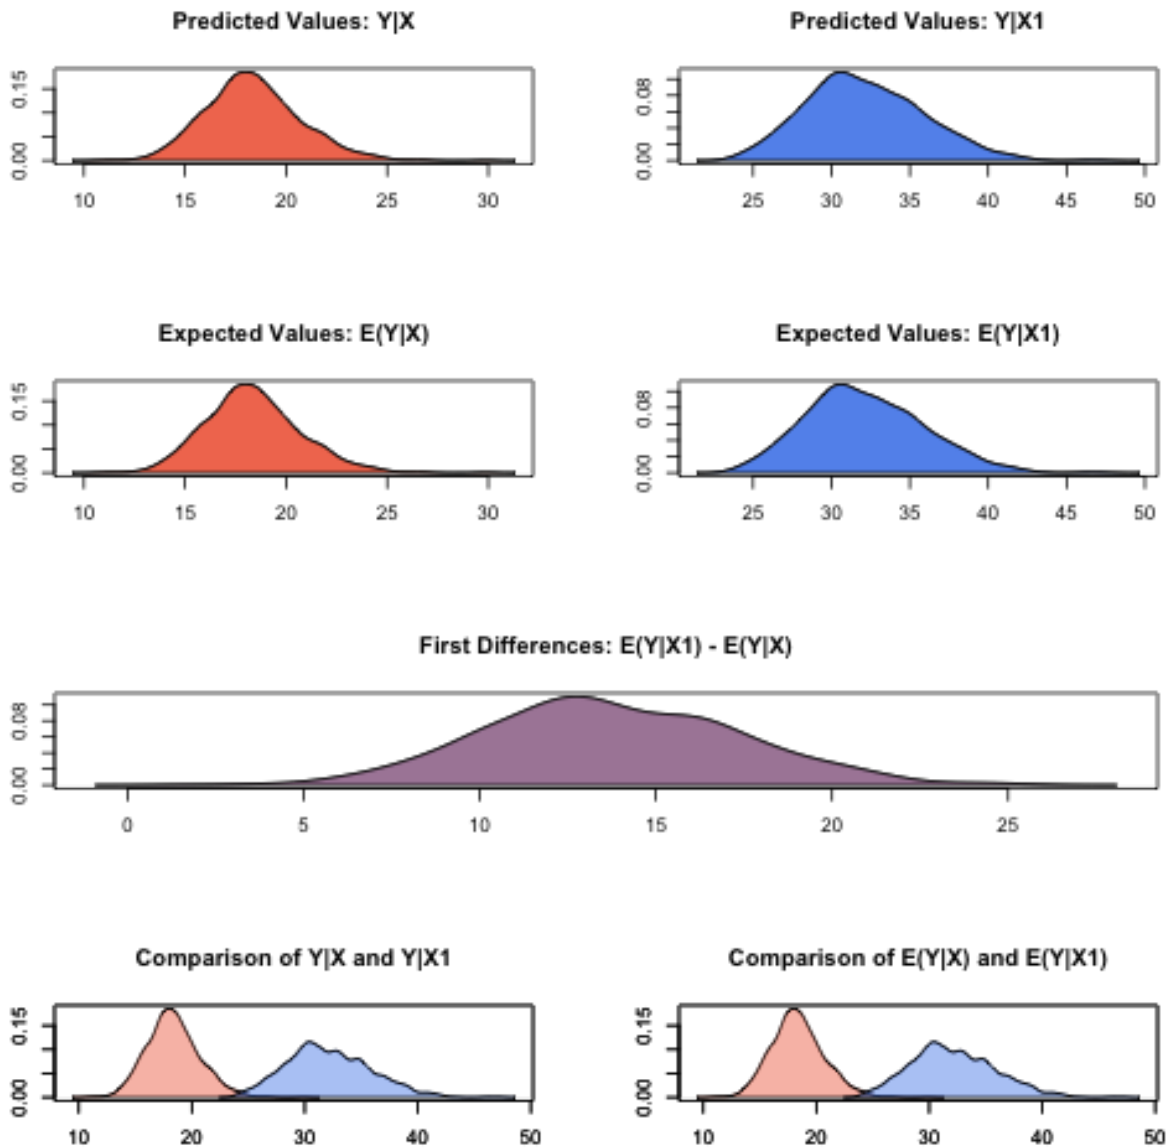 Predicted Values: Y|X
Predicted Values: Y|X1
0.00 0.15
10 15 20 25 30
0.00 0.08
25 30 35 40 45 50
Expected Values: E(Y|X)
Expected Values: E(Y|X1)
0.00 0.15
10 15 20 25 30
0.00 0.08
25 30 35 40 45 50
First Differences: E(Y|X1) - E(Y|X)
0.00 0.08
0 5 10 15 20 25
Comparison of Y|X and Y|X1
Comparison of E(Y|X) and E(Y|X1)
0.00 0.15
10 20 30 40 50
0.00 0.15
10 20 30 40 50